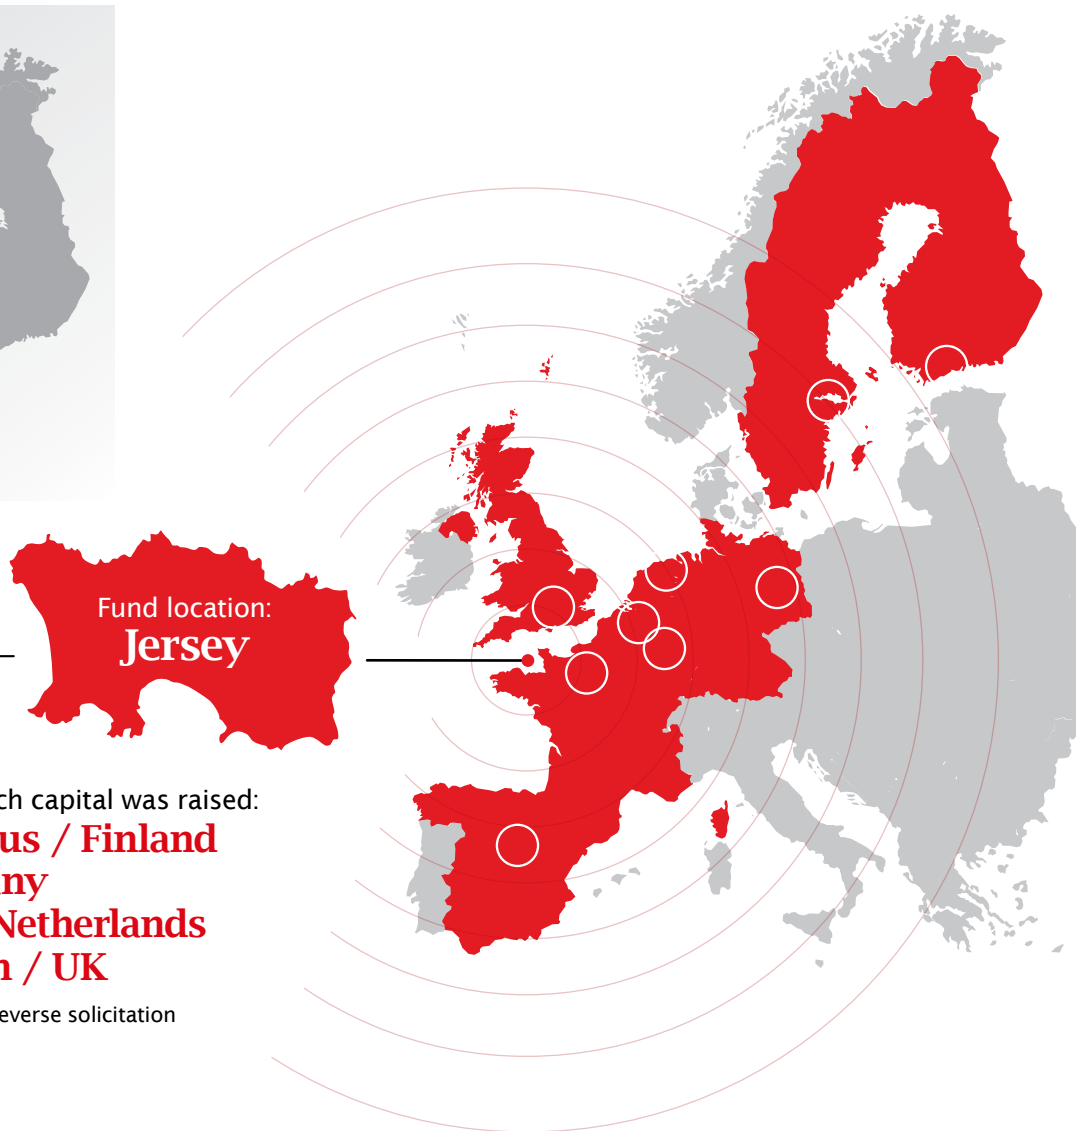 Fund location:
Jersey
ch capital was raised:
us / Finland
ny
Netherlands
/ UK
everse solicitation